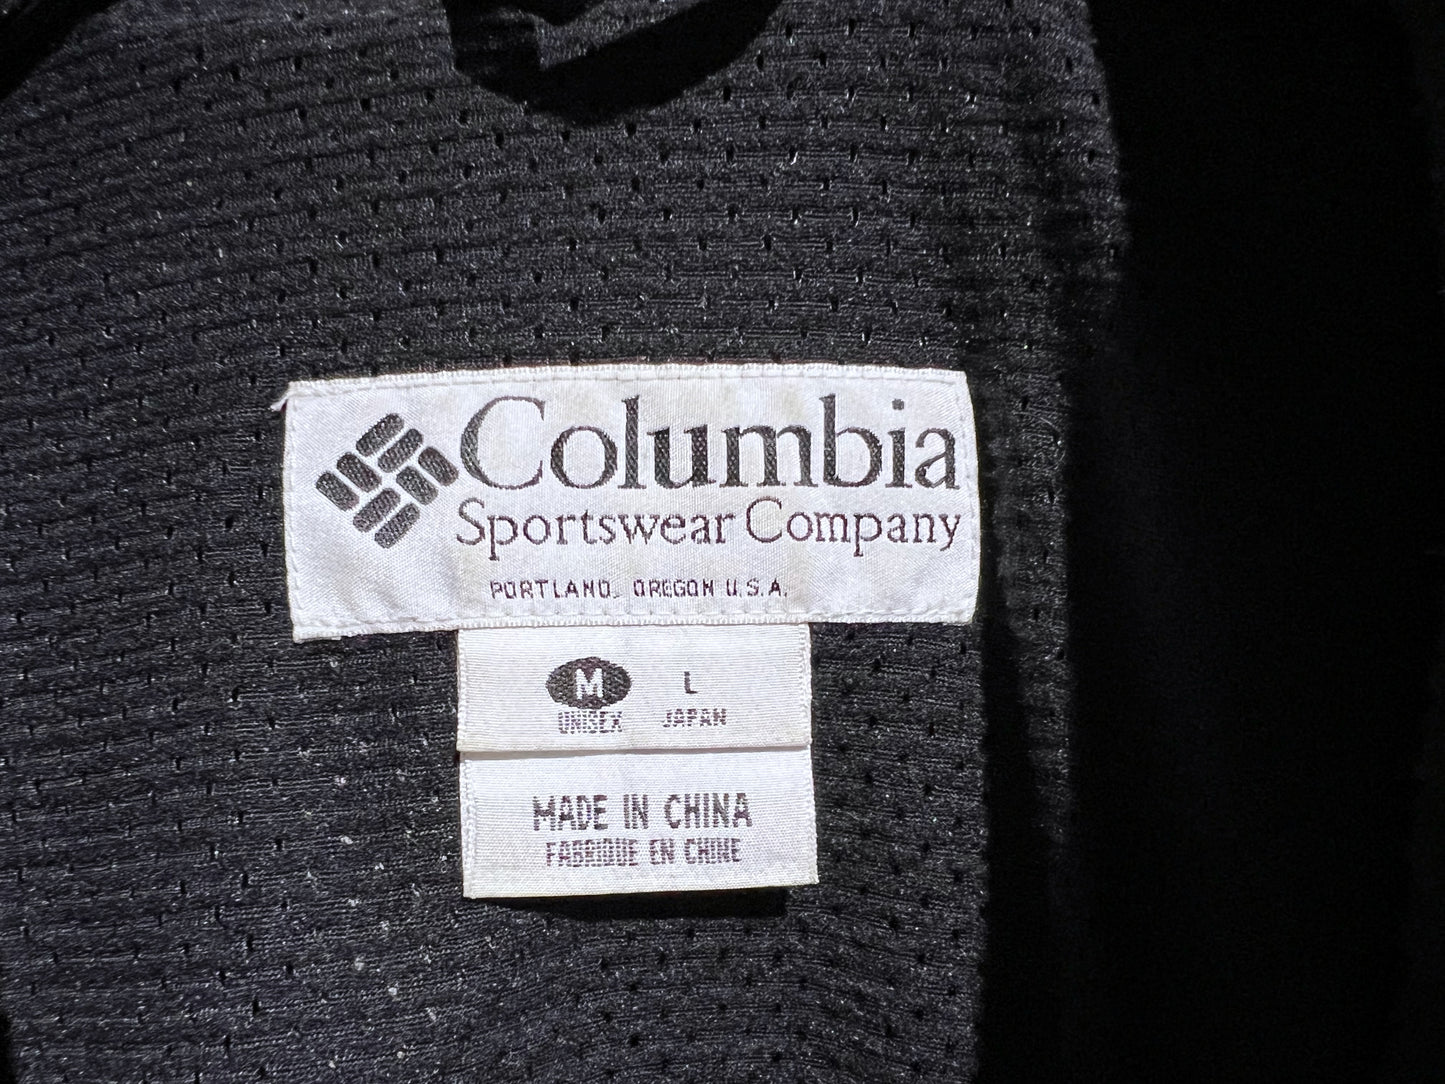 Columbia
Sportswear Company
PORTLAND, OREGON U.S.A.
M L
UNISEX JAPAN
MADE IN CHINA
FABRIQUE EN CHINE